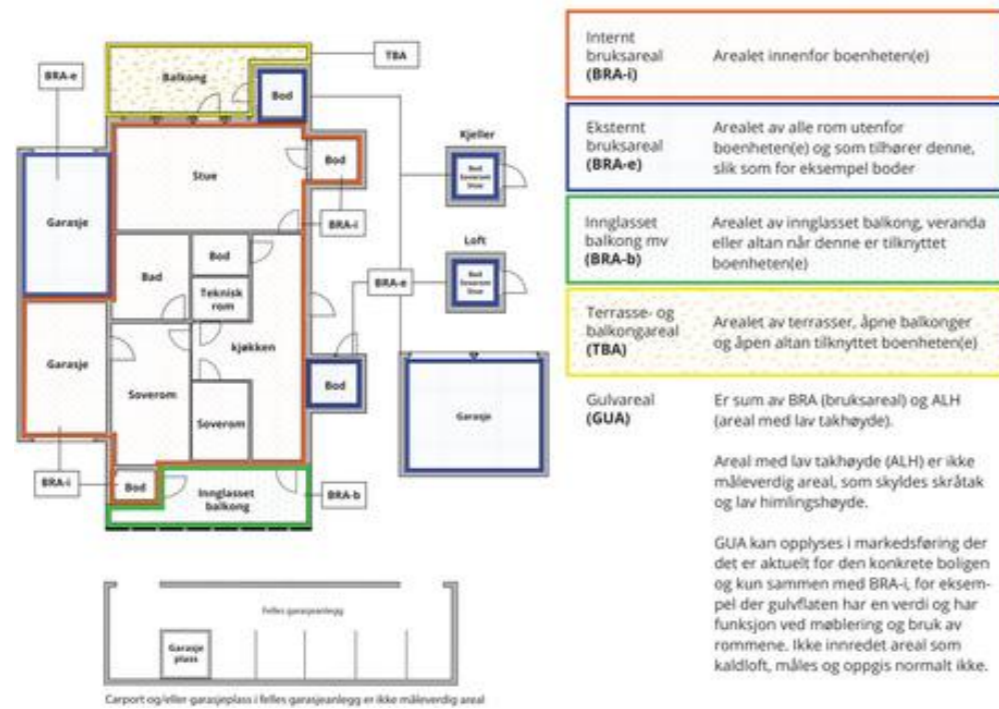 TBA
BRA-e
Balkong
Bod
Kjeller
Bod
Soverom
Stue
Stue
Bod
BRA-i
Garasje
Loft
Bod
Soverom
Stue
Bod
Bad
Teknisk
rom
BRA-e
Garasje
kjøkken
Soverom
Soverom
Bod
Garasje
BRA-i
Bod
Innglasset
balkong
BRA-b
Felles garasjeanlegg
Garasje
plass
Carport og/eller garasjeplass i felles garasjeanlegg er ikke måleverdig areal
Internt
bruksareal
(BRA-i)
Arealet innenfor boenheten(e)
Eksternt
bruksareal
(BRA-e)
Arealet av alle rom utenfor
boenheten(e) og som tilhører denne,
slik som for eksempel boder
Innglasset
balkong mv
(BRA-b)
Arealet av innglasset balkong, veranda
eller altan når denne er tilknyttet
boenheten(e)
Terrasse- og
balkongareal
(TBA)
Arealet av terrasser, åpne balkonger
og åpen altan tilknyttet boenheten(e)
Gulvareal
(GUA)
Er sum av BRA (bruksareal) og ALH
(areal med lav takhøyde).
Areal med lav takhøyde (ALH) er ikke
måleverdig areal, som skyldes skråtak
og lav himlingshøyde.
GUA kan opplyses i markedsføring der
det er aktuelt for den konkrete boligen
og kun sammen med BRA-i, for eksem-
pel der gulvflaten har en verdi og har
funksjon ved møblering og bruk av
rommene. Ikke innredet areal som
kaldloft, måles og oppgis normalt ikke.